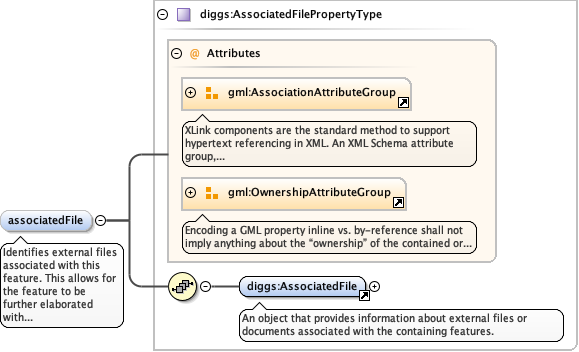 diggs:AssociatedFilePropertyType
@ Attributes
gml:AssociationAttributeGroup
XLink components are the standard method to support
hypertext referencing in XML. An XML Schema attribute
group,...
gml:OwnershipAttributeGroup
Encoding a GML property inline vs. by-reference shall not
imply anything about the “ownership” of the contained or...
associatedFile
Identifies external files
associated with this
feature. This allows for
the feature to be
further elaborated
with...
diggs:AssociatedFile
An object that provides information about external files or
documents associated with the containing features.